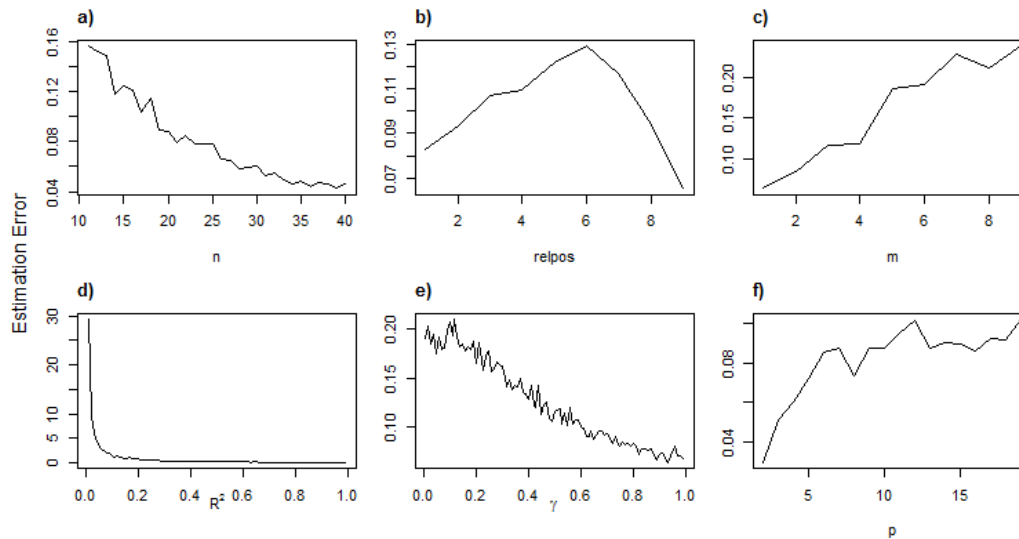 a)
0.16
0.12
0.08
0.04
10 15 20 25 30 35 40
n
b)
0.13
0.11
0.09
0.07
2 4 6 8
relpos
c)
0.20
0.15
0.10
2 4 6 8
m
Estimation Error
d)
30
20
10
5
0
0.0 0.2 0.4 0.6 0.8 1.0
R²
e)
0.20
0.15
0.10
0.0 0.2 0.4 0.6 0.8 1.0
γ
f)
0.08
0.04
5 10 15
p